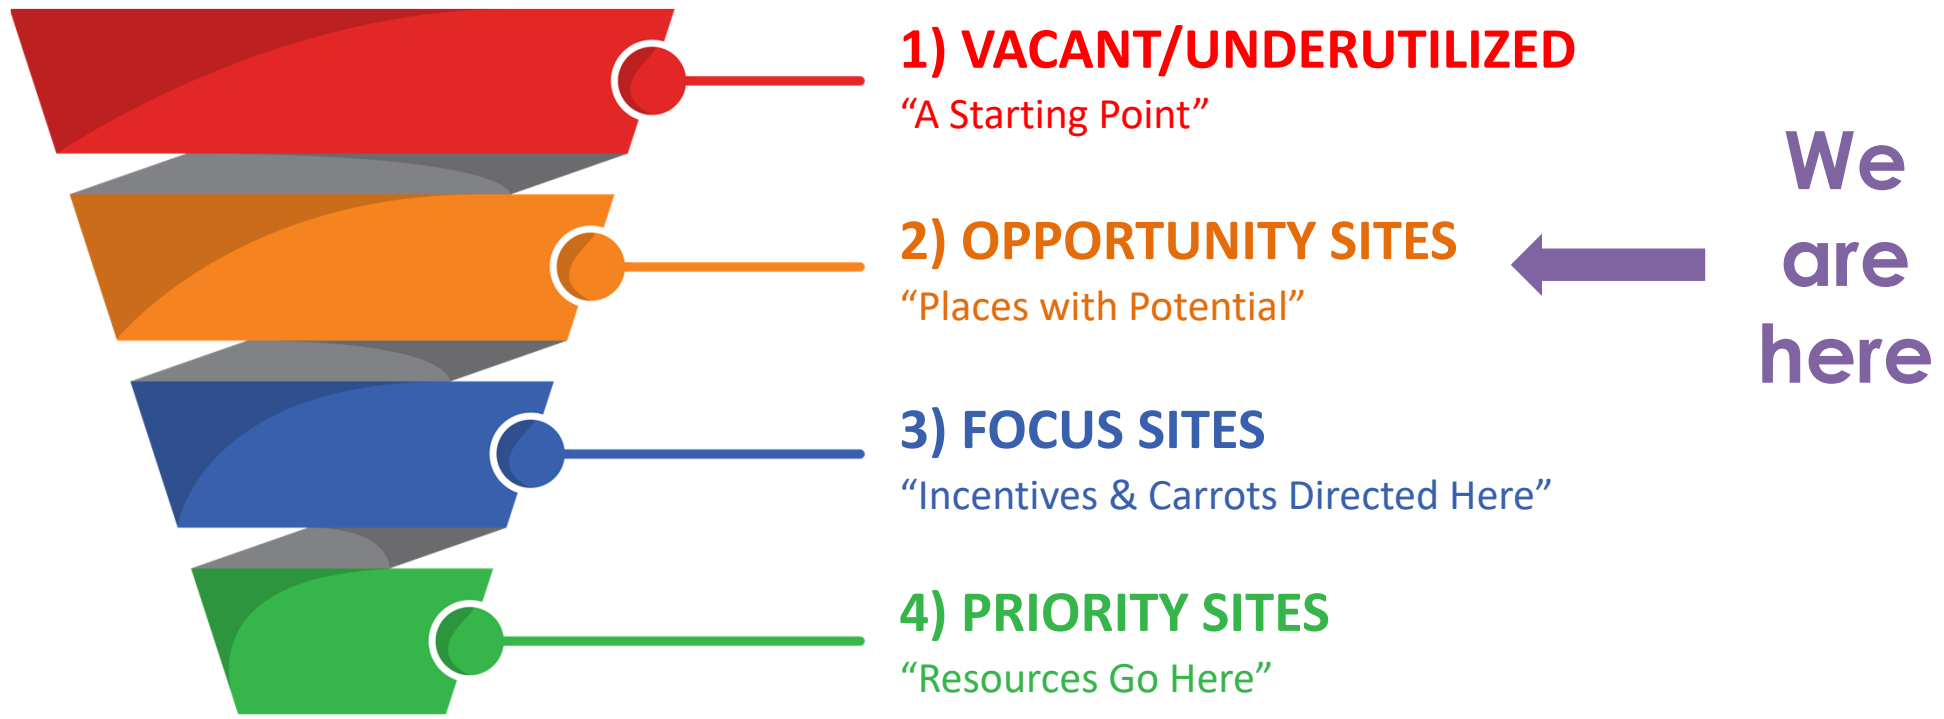 1) VACANT/UNDERUTILIZED
“A Starting Point”
2) OPPORTUNITY SITES
“Places with Potential”
3) FOCUS SITES
“Incentives & Carrots Directed Here”
4) PRIORITY SITES
“Resources Go Here”
We
are
here